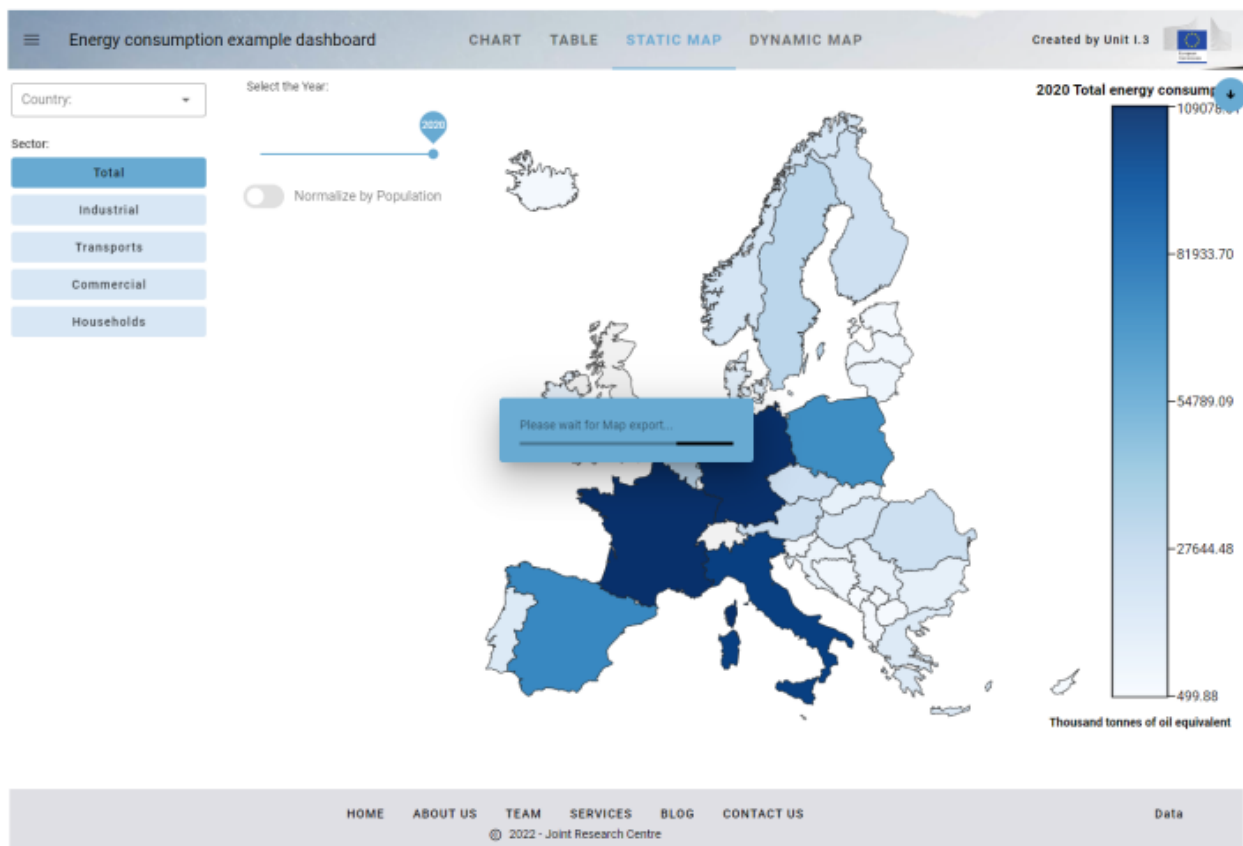 Energy consumption example dashboard
CHART TABLE STATIC MAP DYNAMIC MAP
Created by Unit I.3
Country:
Select the Year:
2020
Sector:
Total
Industrial
Transports
Commercial
Households
Normalize by Population
Please wait for Map export...
2020 Total energy consump
81933.70
54789.09
27644.48
499.88
Thousand tonnes of oil equivalent
HOME ABOUT US TEAM SERVICES BLOG CONTACT US
Data
© 2022 - Joint Research Centre